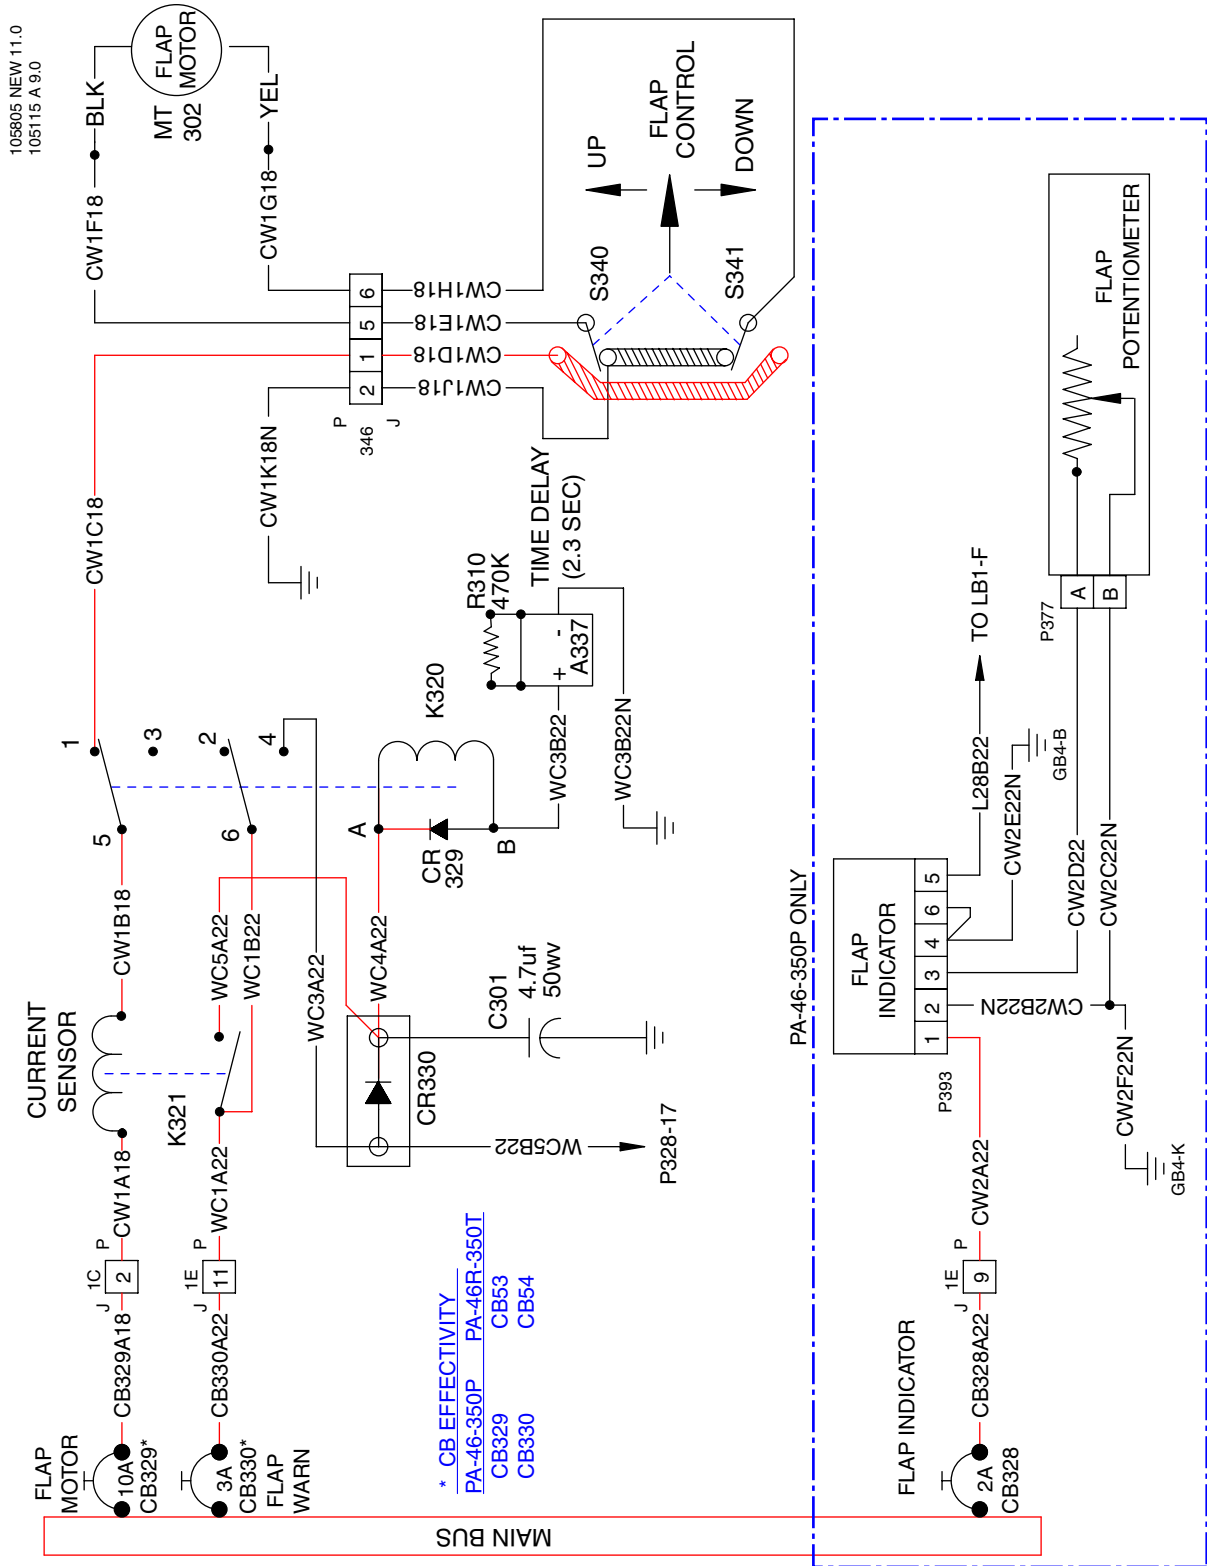 105805 NEW 11.0
105115 A 9.0
FLAP
MOTOR
10A
CB329*
CB329A18
J
1C
2
P
CW1A18
CURRENT
SENSOR
CW1B18
5
1
3
CW1C18
3A
CB330*
FLAP
WARN
CB330A22
J
1E
11
P
WC1A22
K321
WC5A22
WC1B22
6
2
4
WC3A22
CR330
WC4A22
WC5B22
P328-17
C301
4.7uf
50wv
A
B
CR
329
K320
WC3B22
WC3B22N
R310
470K
+
-
A337
TIME DELAY
(2.3 SEC)
CW1K18N
P
346
J
2
1
5
6
CW1J18
CW1D18
CW1E18
CW1H18
CW1F18
CW1G18
BLK
YEL
MT
302
FLAP
MOTOR
S340
S341
UP
FLAP
CONTROL
DOWN
MAIN BUS
* CB EFFECTIVITY
PA-46-350P PA-46R-350T
CB329 CB53
CB330 CB54
PA-46-350P ONLY
FLAP INDICATOR
2A
CB328
CB328A22
J
1E
9
P
CW2A22
P393
FLAP
INDICATOR
1
2
3
4
6
5
L28B22
TO LB1-F
CW2E22N
GB4-B
CW2D22
CW2C22N
CW2B22N
CW2F22N
GB4-K
P377
A
B
FLAP
POTENTIOMETER